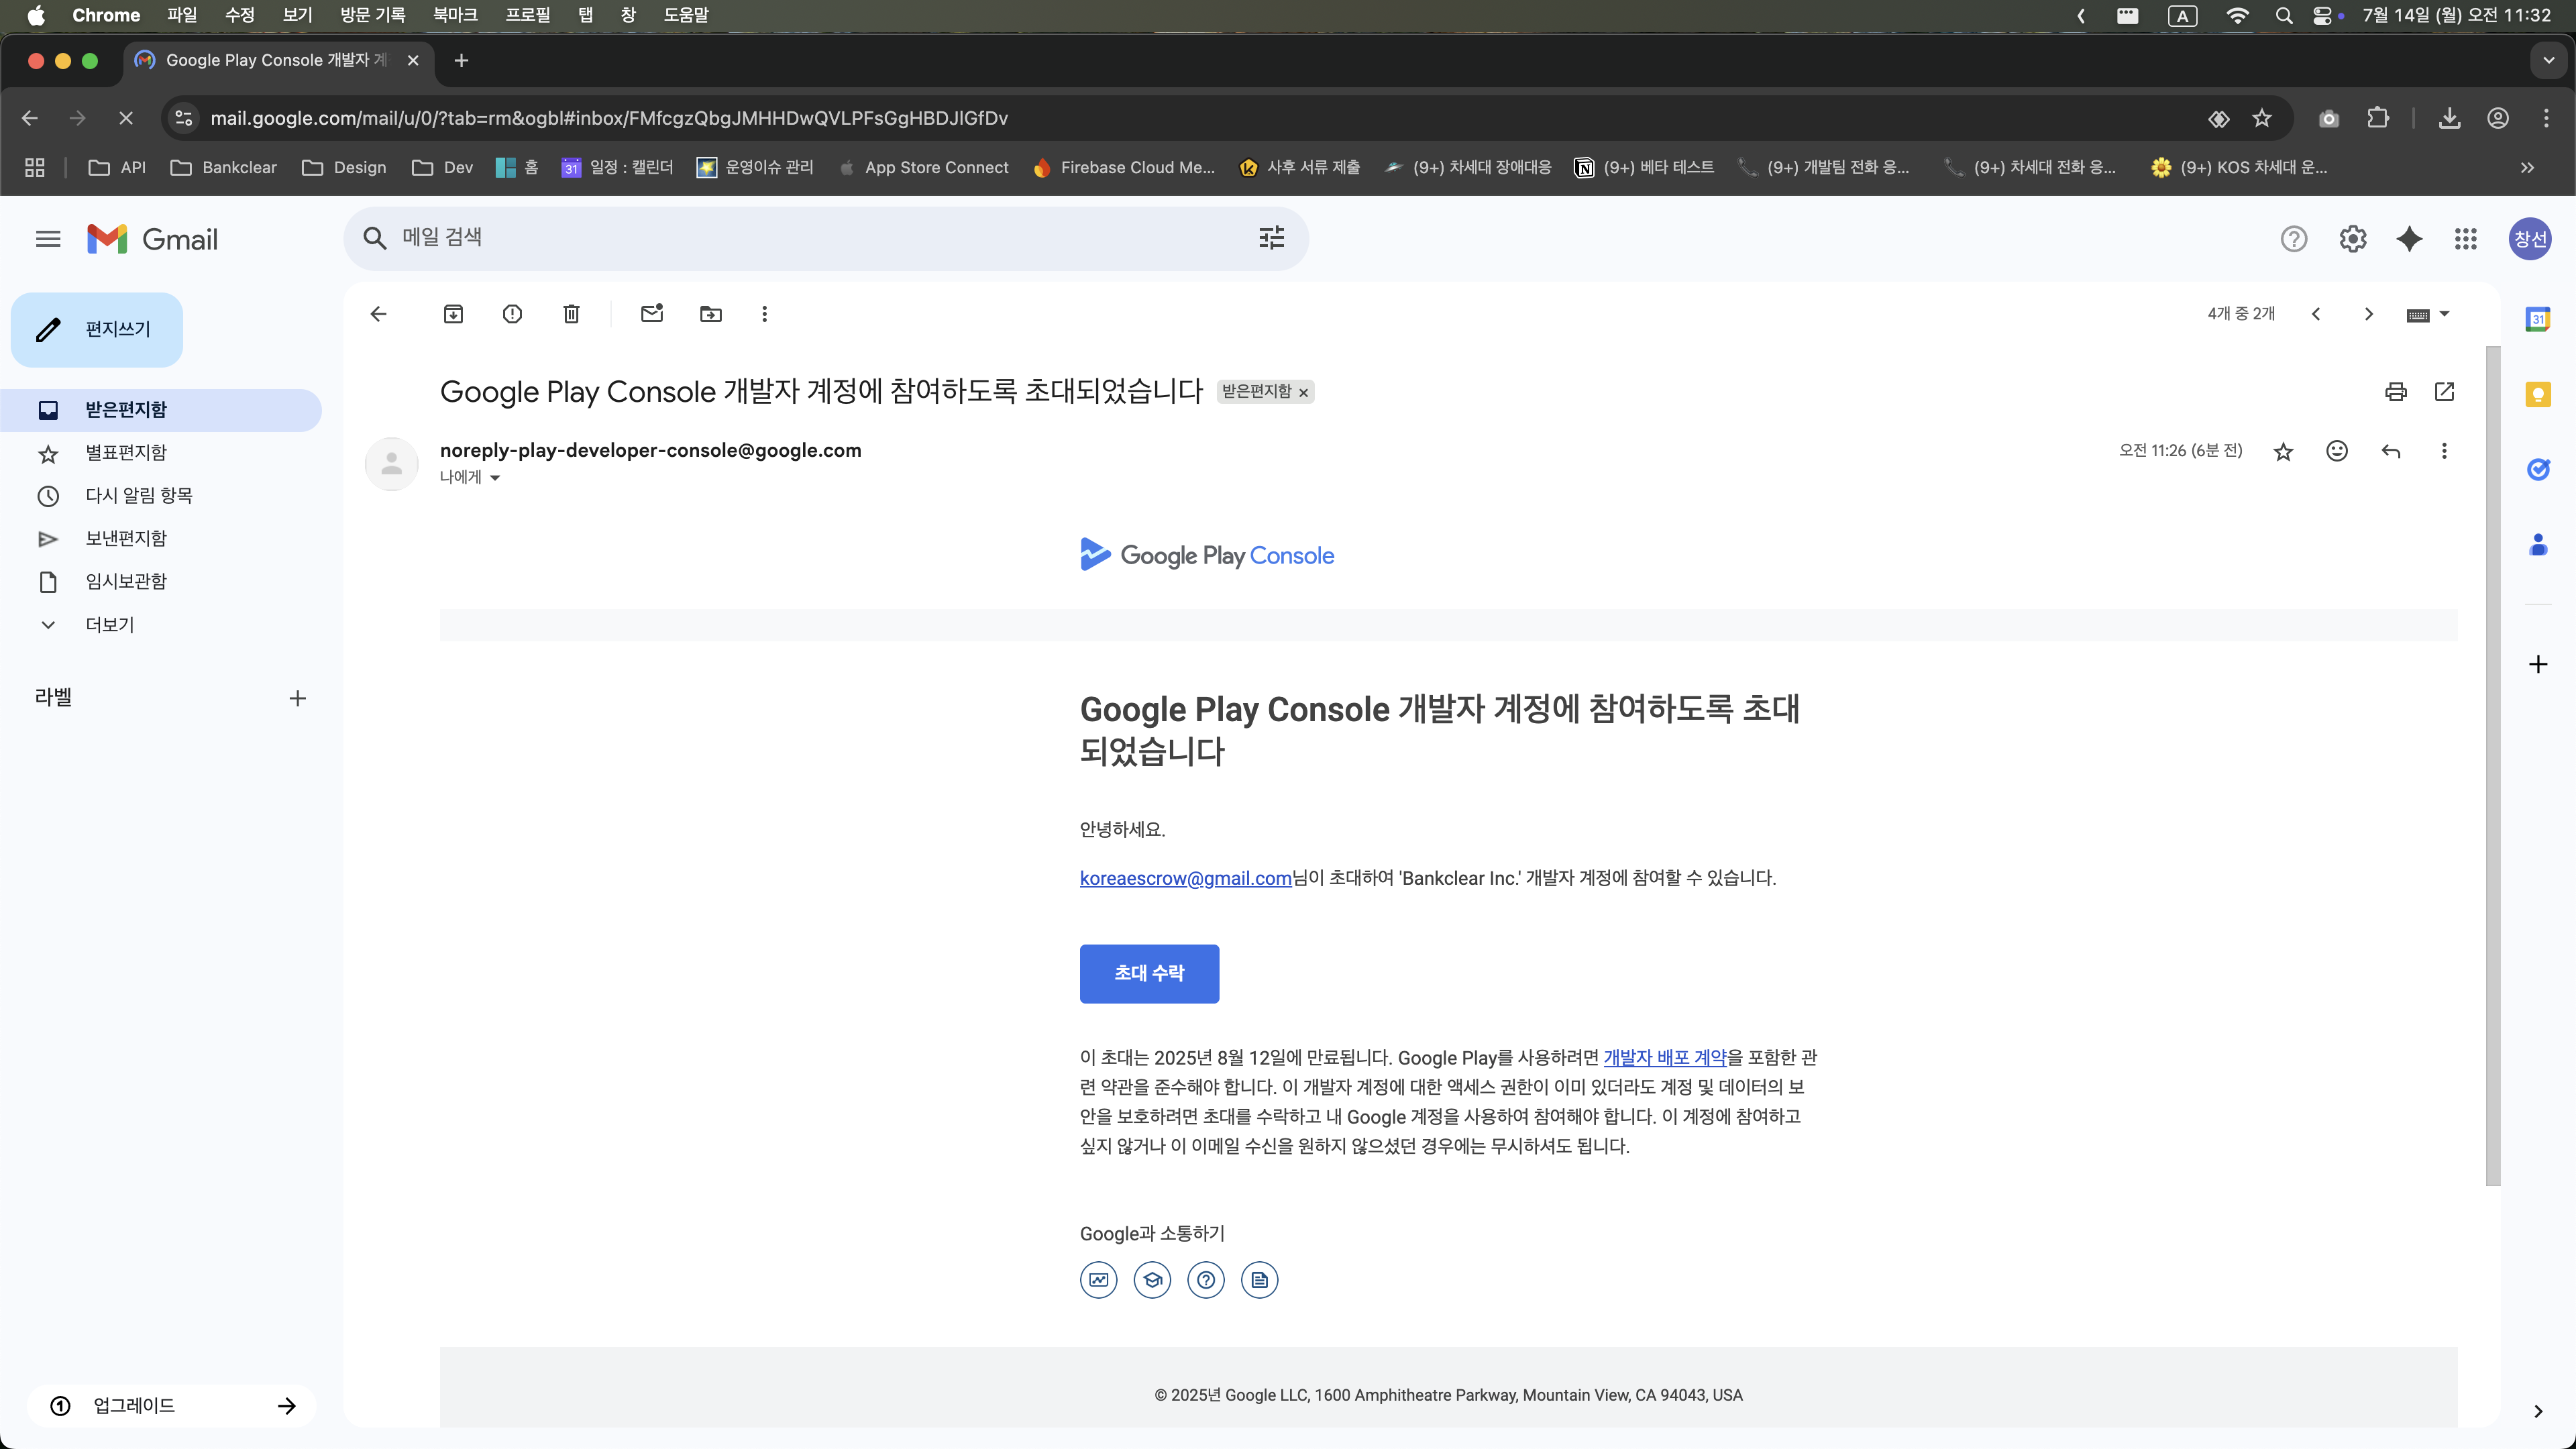 Chrome 파일 수정 보기 방문 기록 북마크 프로필 탭 창 도움말 A 7월 14일 (월) 오전 11:32
Google Play Console 개발자 계
mail.google.com/mail/u/0/?tab=rm&ogbl#inbox/FMfcgzQbgJMHHDwQVLPFsGgHBDJlGfDv
API Bankclear Design Dev 홈 31 일정 : 캘린더 운영이슈 관리 App Store Connect Firebase Cloud Me... 사후 서류 제출 (9+) 차세대 장애대응 (9+) 베타 테스트 (9+) 개발팀 전화 응... (9+) 차세대 전화 응... (9+) KOS 차세대 운...
Gmail
메일 검색
창선
편지쓰기
4개 중 2개
31
받은편지함
별표편지함
다시 알림 항목
보낸편지함
임시보관함
더보기
라벨
업그레이드
Google Play Console 개발자 계정에 참여하도록 초대되었습니다 받은편지함 x
noreply-play-developer-console@google.com
오전 11:26 (6분 전)
나에게
Google Play Console
Google Play Console 개발자 계정에 참여하도록 초대
되었습니다
안녕하세요.
koreaescrow@gmail.com님이 초대하여 'Bankclear Inc.' 개발자 계정에 참여할 수 있습니다.
초대 수락
이 초대는 2025년 8월 12일에 만료됩니다. Google Play를 사용하려면 개발자 배포 계약을 포함한 관
련 약관을 준수해야 합니다. 이 개발자 계정에 대한 액세스 권한이 이미 있더라도 계정 및 데이터의 보
안을 보호하려면 초대를 수락하고 내 Google 계정을 사용하여 참여해야 합니다. 이 계정에 참여하고
싶지 않거나 이 이메일 수신을 원하지 않으셨던 경우에는 무시하셔도 됩니다.
Google과 소통하기
© 2025년 Google LLC, 1600 Amphitheatre Parkway, Mountain View, CA 94043, USA